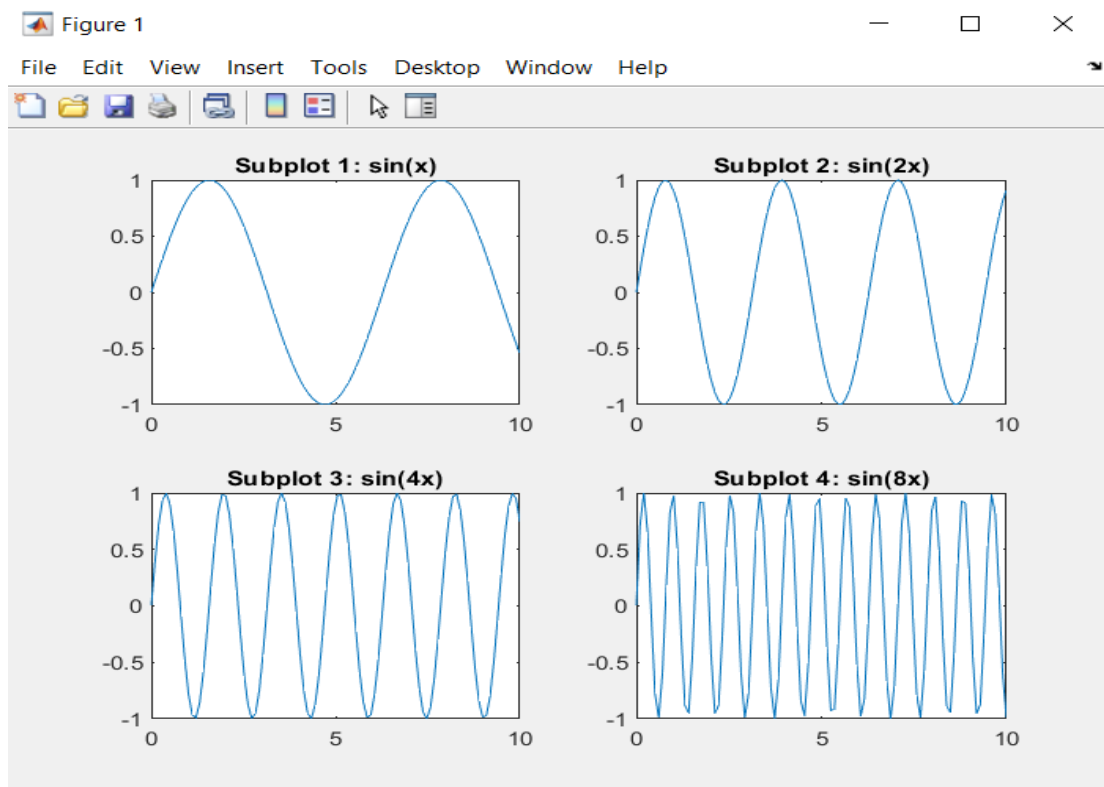 Figure 1
File Edit View Insert Tools Desktop Window Help
Subplot 1: sin(x)
1
0.5
0
-0.5
-1
0 5 10
Subplot 2: sin(2x)
1
0.5
0
-0.5
-1
0 5 10
Subplot 3: sin(4x)
1
0.5
0
-0.5
-1
0 5 10
Subplot 4: sin(8x)
1
0.5
0
-0.5
-1
0 5 10